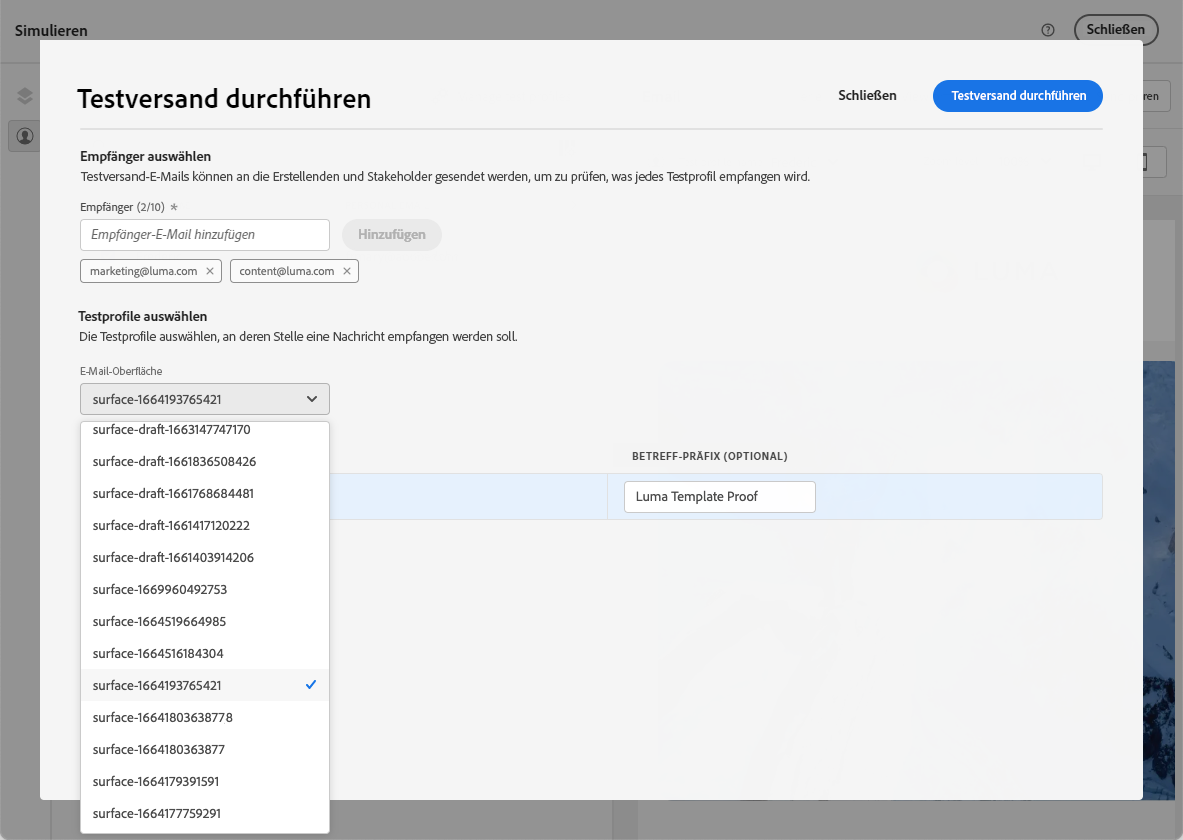 Simulieren
Schließen
Testversand durchführen
Schließen
Testversand durchführen
ren
Empfänger auswählen
Testversand-E-Mails können an die Erstellenden und Stakeholder gesendet werden, um zu prüfen, was jedes Testprofil empfangen wird.
Empfänger (2/10) *
Empfänger-E-Mail hinzufügen
Hinzufügen
marketing@luma.com
content@luma.com
Testprofile auswählen
Die Testprofile auswählen, an deren Stelle eine Nachricht empfangen werden soll.
E-Mail-Oberfläche
surface-1664193765421
surface-draft-1663147747170
surface-draft-1661836508426
surface-draft-1661768684481
surface-draft-1661417120222
surface-draft-1661403914206
surface-1669960492753
surface-1664519664985
surface-1664516184304
surface-1664193765421
surface-16641803638778
surface-1664180363877
surface-1664179391591
surface-1664177759291
BETREFF-PRÄFIX (OPTIONAL)
Luma Template Proof